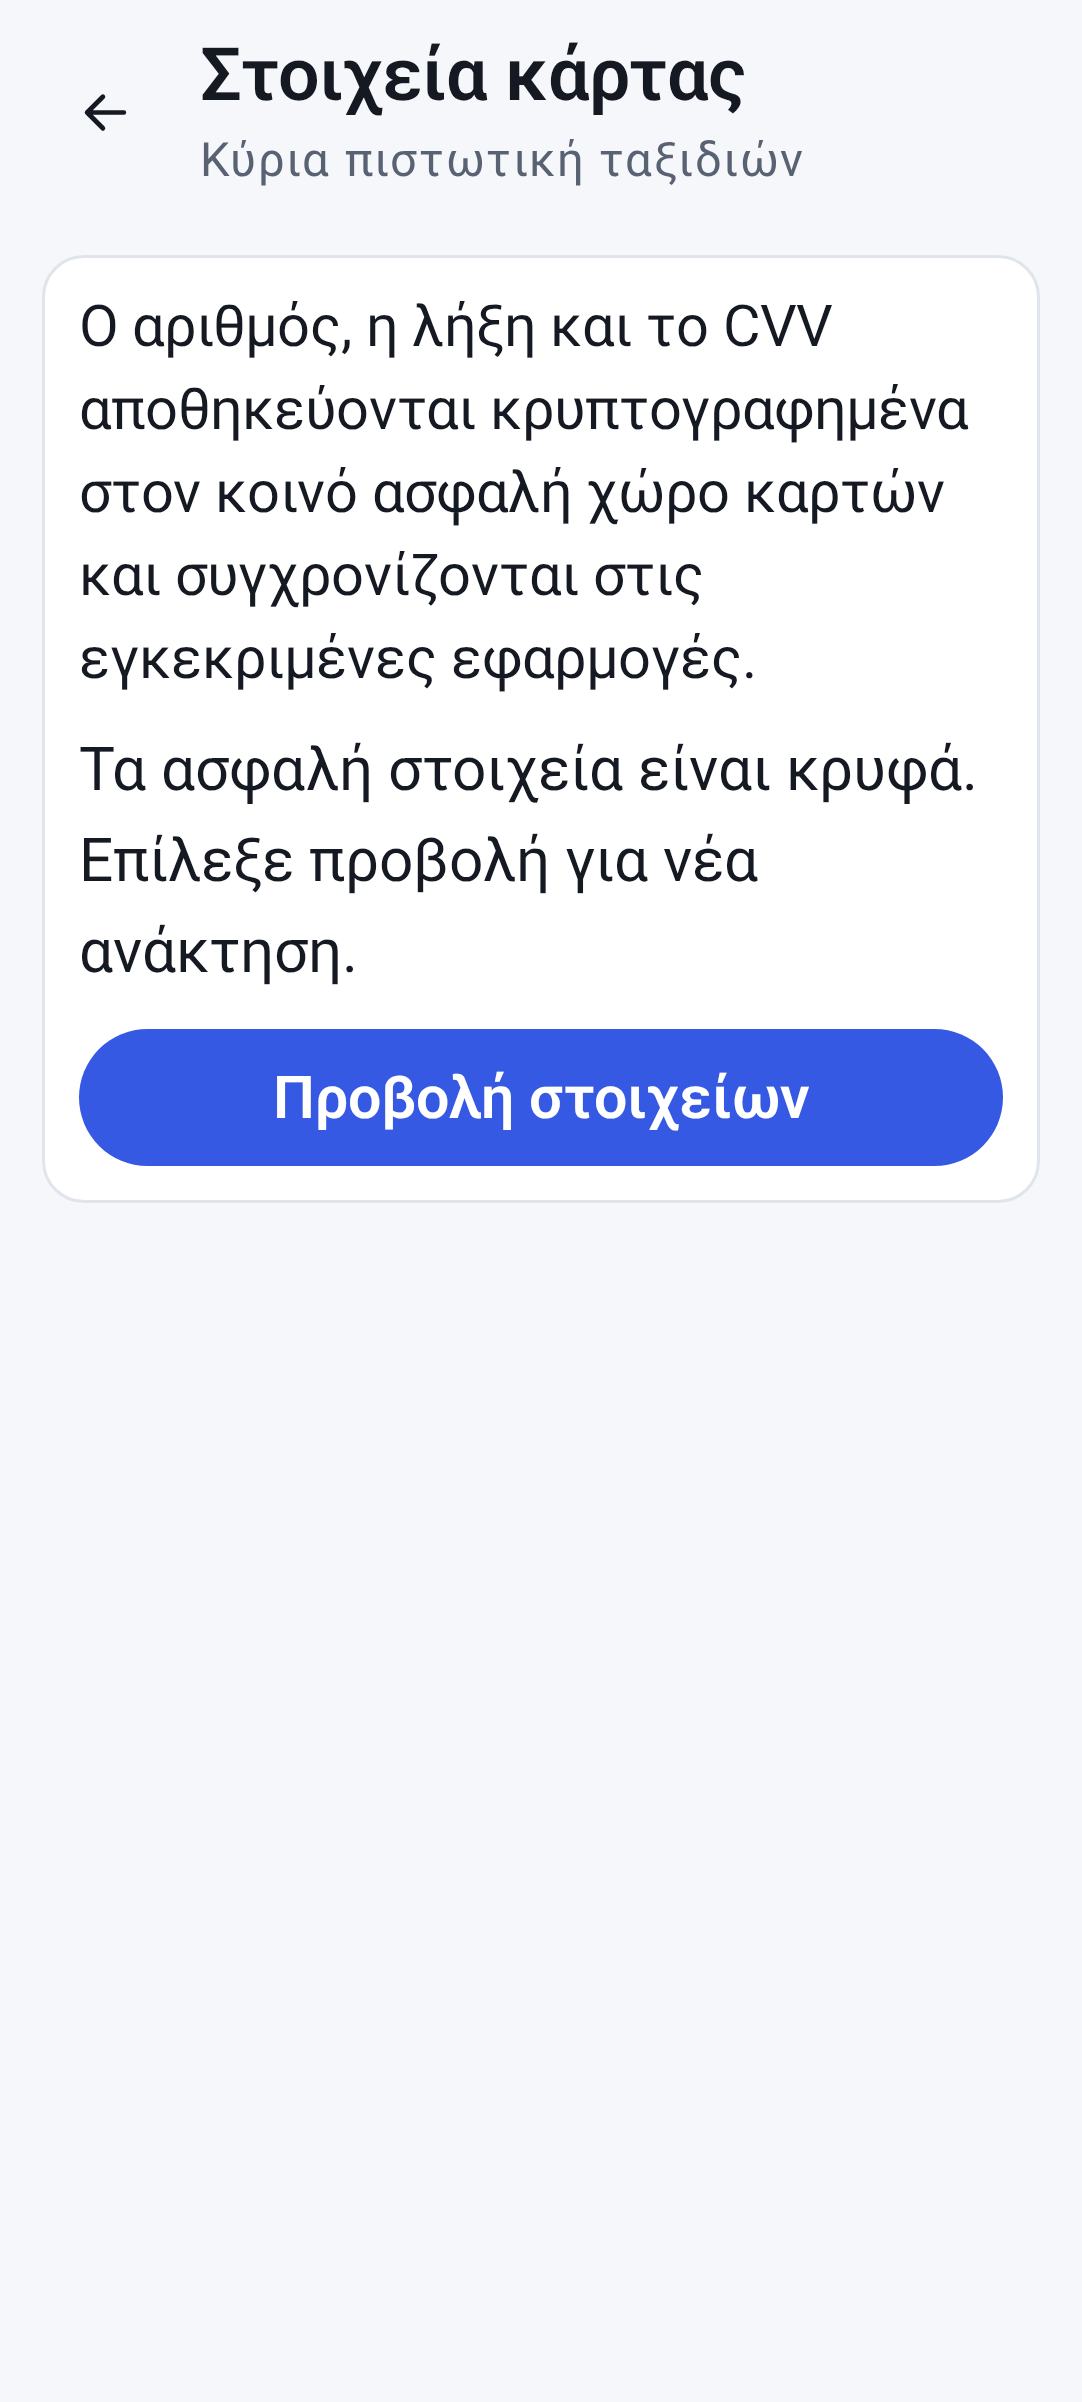 Στοιχεία κάρτας
Κύρια πιστωτική ταξιδιών
Ο αριθμός, η λήξη και το CVV
αποθηκεύονται κρυπτογραφημένα
στον κοινό ασφαλή χώρο καρτών
και συγχρονίζονται στις
εγκεκριμένες εφαρμογές.
Τα ασφαλή στοιχεία είναι κρυφά.
Επίλεξε προβολή για νέα
ανάκτηση.
Προβολή στοιχείων